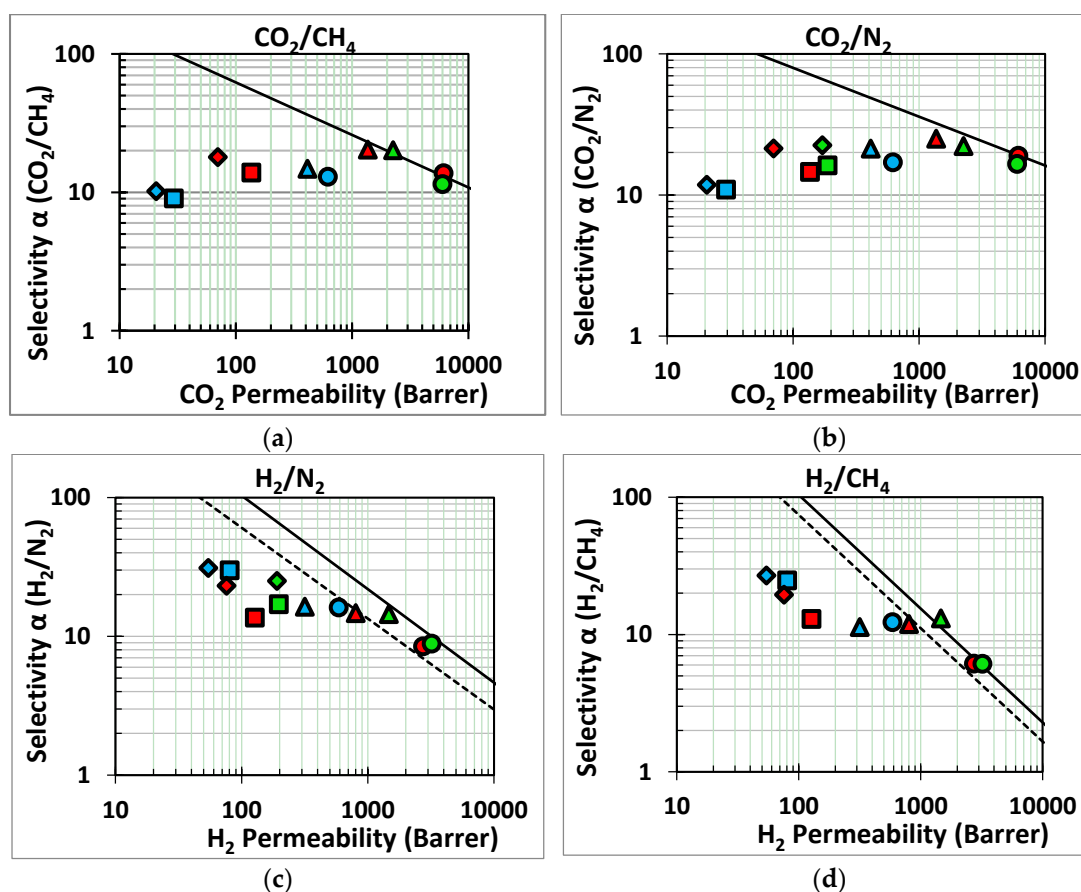 CO₂/CH₄
Selectivity α (CO₂/CH₄)
100
10
1
10 100 1000 10000
CO₂ Permeability (Barrer)
(a)
CO₂/N₂
Selectivity α (CO₂/N₂)
100
10
1
10 100 1000 10000
CO₂ Permeability (Barrer)
(b)
H₂/N₂
Selectivity α (H₂/N₂)
100
10
1
10 100 1000 10000
H₂ Permeability (Barrer)
(c)
H₂/CH₄
Selectivity α (H₂/CH₄)
100
10
1
10 100 1000 10000
H₂ Permeability (Barrer)
(d)